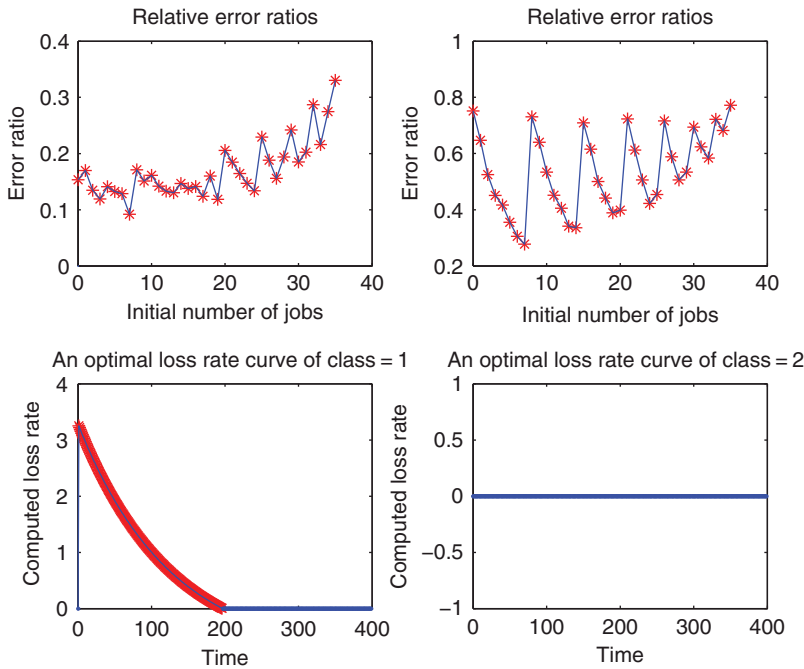 Relative error ratios
0.4
0.3
0.2
0.1
0
Error ratio
0 10 20 30 40
Initial number of jobs
Relative error ratios
1
0.8
0.6
0.4
0.2
Error ratio
0 10 20 30 40
Initial number of jobs
An optimal loss rate curve of class = 1
4
3
2
1
0
Computed loss rate
0 100 200 300 400
Time
An optimal loss rate curve of class = 2
1
0.5
0
−0.5
−1
Computed loss rate
0 100 200 300 400
Time